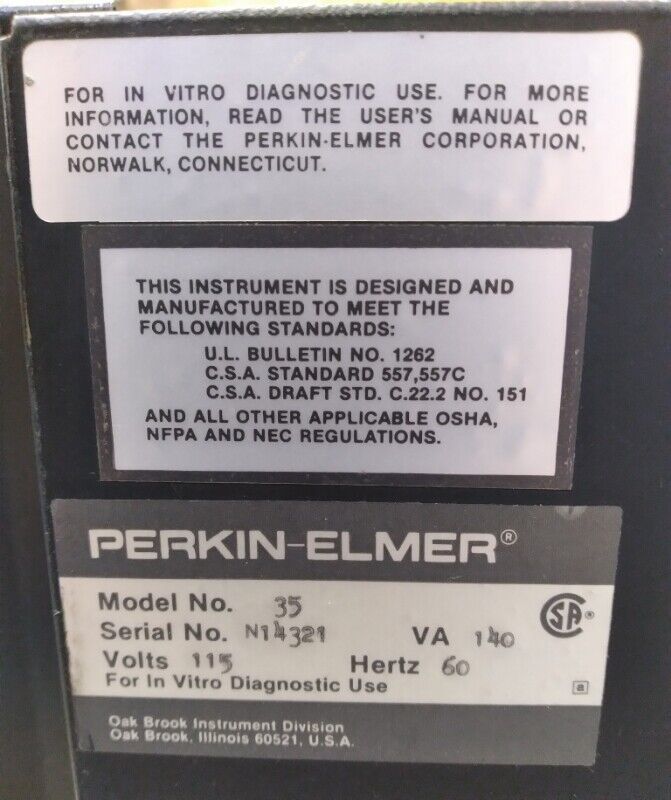 FOR IN VITRO DIAGNOSTIC USE. FOR MORE
INFORMATION, READ THE USER'S MANUAL OR
CONTACT THE PERKIN-ELMER CORPORATION,
NORWALK, CONNECTICUT.
THIS INSTRUMENT IS DESIGNED AND
MANUFACTURED TO MEET THE
FOLLOWING STANDARDS:
U.L. BULLETIN NO. 1262
C.S.A. STANDARD 557,557C
C.S.A. DRAFT STD. C.22.2 NO. 151
AND ALL OTHER APPLICABLE OSHA,
NFPA AND NEC REGULATIONS.
PERKIN-ELMER®
Model No. 35
Serial No. N14321 VA 140
Volts 115 Hertz 60
For In Vitro Diagnostic Use
SA®
a
Oak Brook Instrument Division
Oak Brook, Illinois 60521, U.S.A.